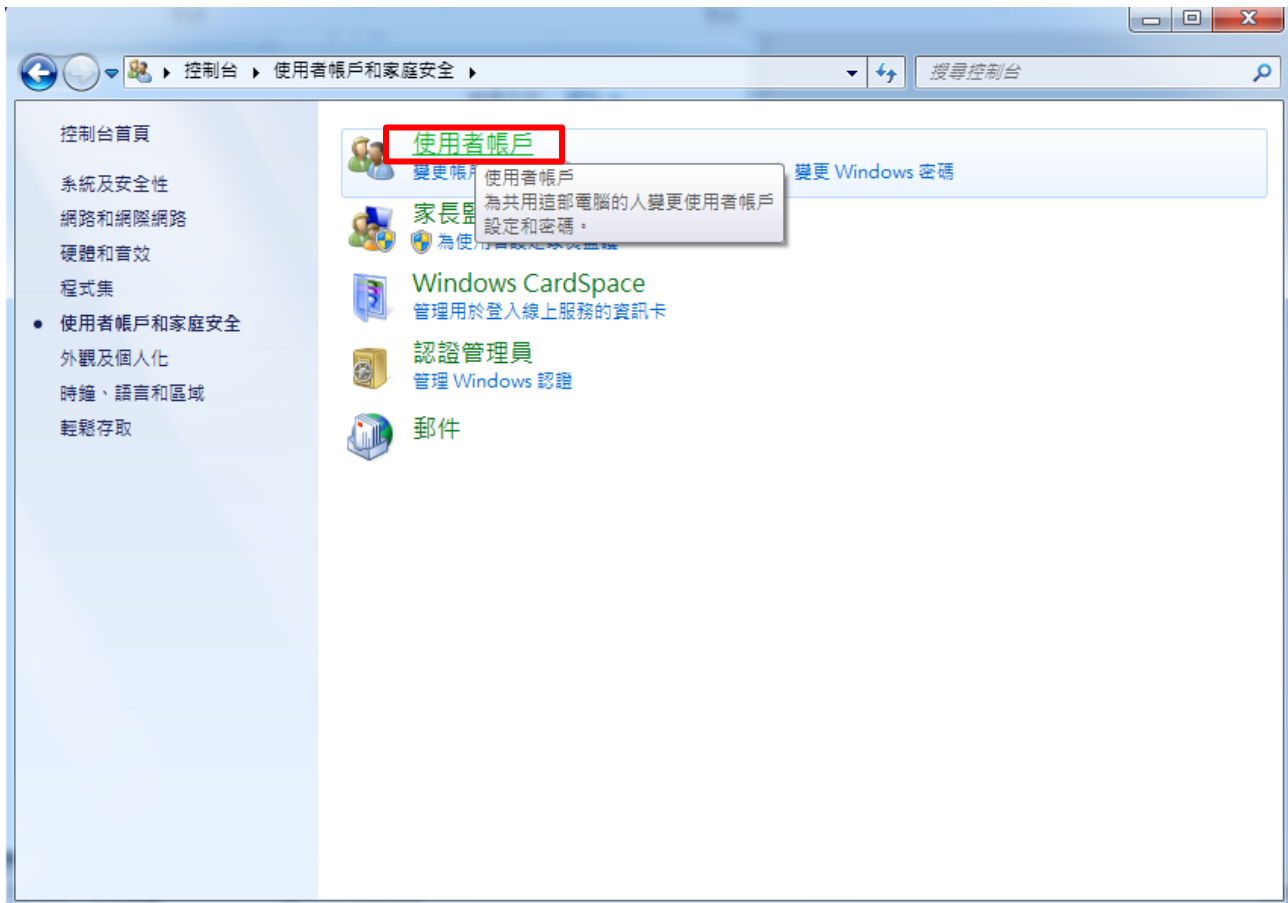 控制台 ▸ 使用者帳戶和家庭安全 ▸
搜尋控制台
控制台首頁
系統及安全性
網路和網際網路
硬體和音效
程式集
使用者帳戶和家庭安全
外觀及個人化
時鐘、語言和區域
輕鬆存取
使用者帳戶
變更帳 變更 Windows 密碼
使用者帳戶
為共用這部電腦的人變更使用者帳戶
設定和密碼。
家長
為使用
Windows CardSpace
管理用於登入線上服務的資訊卡
認證管理員
管理 Windows 認證
郵件